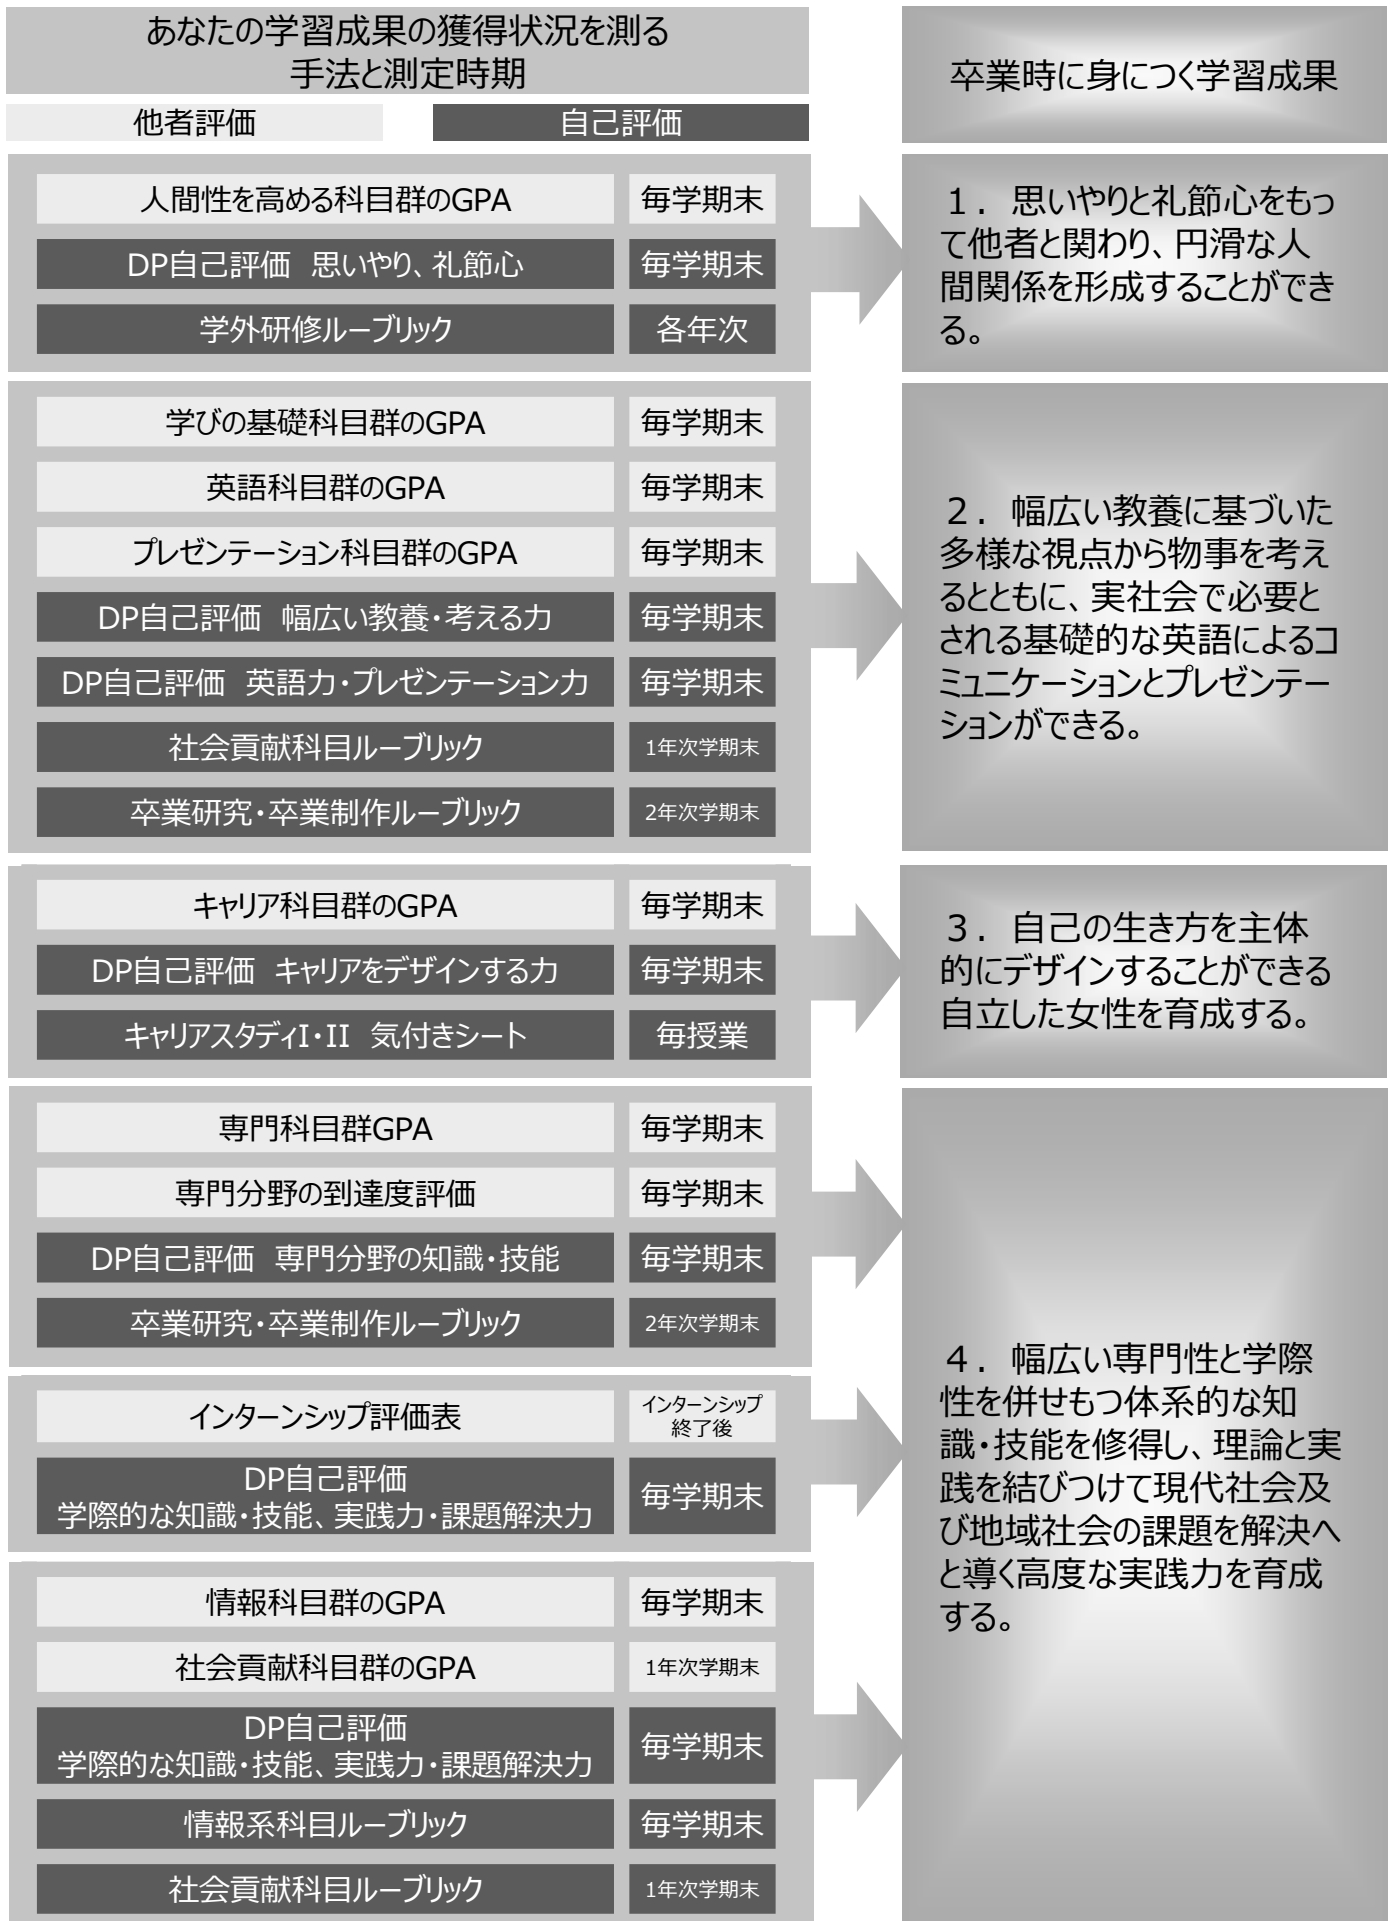 あなたの学習成果の獲得状況を測る
手法と測定時期
他者評価
自己評価
卒業時に身につく学習成果
人間性を高める科目群のGPA 毎学期末
DP自己評価　思いやり、礼節心 毎学期末
学外研修ルーブリック 各年次
１．思いやりと礼節心をもっ
て他者と関わり、円滑な人
間関係を形成することができ
る。
学びの基礎科目群のGPA 毎学期末
英語科目群のGPA 毎学期末
プレゼンテーション科目群のGPA 毎学期末
DP自己評価　幅広い教養・考える力 毎学期末
DP自己評価　英語力・プレゼンテーション力 毎学期末
社会貢献科目ルーブリック 1年次学期末
卒業研究・卒業制作ルーブリック 2年次学期末
２．幅広い教養に基づいた
多様な視点から物事を考え
るとともに、実社会で必要と
される基礎的な英語によるコ
ミュニケーションとプレゼンテー
ションができる。
キャリア科目群のGPA 毎学期末
DP自己評価　キャリアをデザインする力 毎学期末
キャリアスタディI・II　気付きシート 毎授業
３．自己の生き方を主体
的にデザインすることができる
自立した女性を育成する。
専門科目群GPA 毎学期末
専門分野の到達度評価 毎学期末
DP自己評価　専門分野の知識・技能 毎学期末
卒業研究・卒業制作ルーブリック 2年次学期末
インターンシップ評価表
インターンシップ
終了後
DP自己評価
学際的な知識・技能、実践力・課題解決力
毎学期末
情報科目群のGPA 毎学期末
社会貢献科目群のGPA 1年次学期末
DP自己評価
学際的な知識・技能、実践力・課題解決力
毎学期末
情報系科目ルーブリック 毎学期末
社会貢献科目ルーブリック 1年次学期末
４．幅広い専門性と学際
性を併せもつ体系的な知
識・技能を修得し、理論と実
践を結びつけて現代社会及
び地域社会の課題を解決へ
と導く高度な実践力を育成
する。